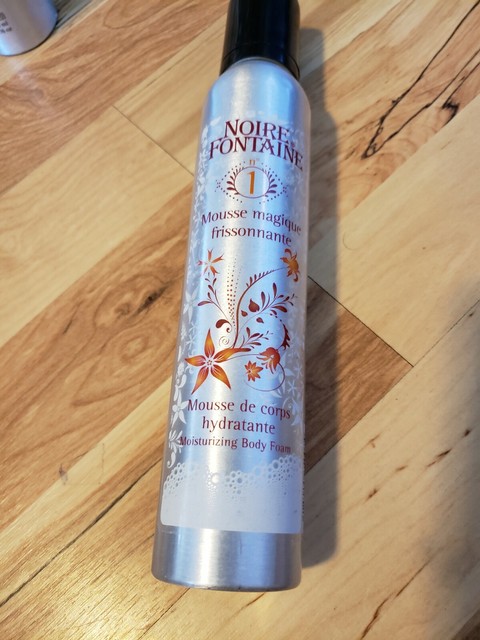 NOIRE
FONTAINE
n°
1
Mousse magique
frissonnante
Mousse de corps
hydratante
Moisturizing Body Foam